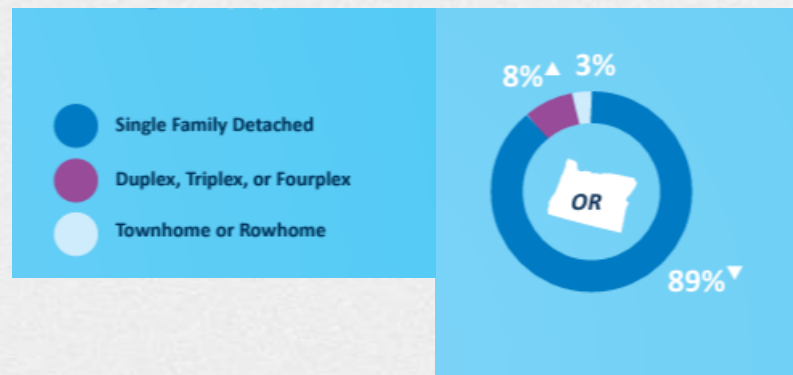 Single Family Detached
Duplex, Triplex, or Fourplex
Townhome or Rowhome
8%▲ 3%
OR
89%▼